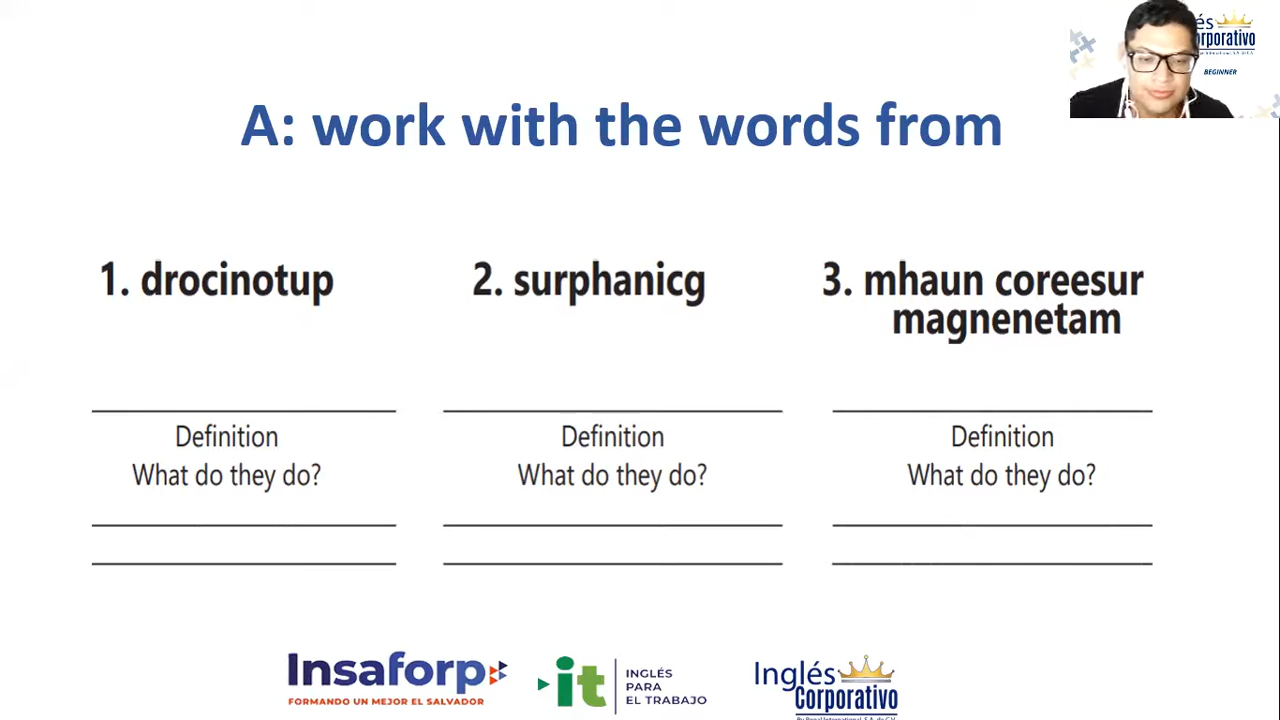 és
orporativo
BEGINNER
A: work with the words from
1. drocinotup
2. surphanicg
3. mhaun coreesur
magnenetam
Definition
What do they do?
Definition
What do they do?
Definition
What do they do?
Insaforp
FORMANDO UN MEJOR EL SALVADOR
it
INGLÉS
PARA
EL TRABAJO
Inglés
Corporativo